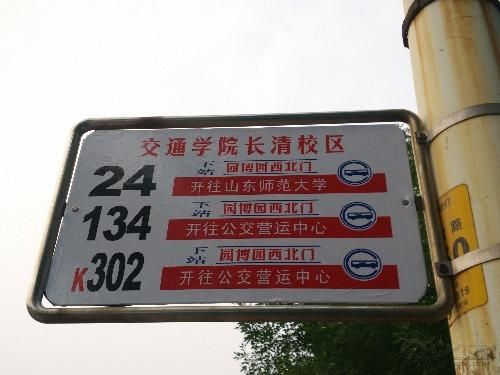 交通学院长清校区
24 下站 园博园西北门
开往山东师范大学
134 下站 园博园西北门
开往公交营运中心
K302 下站 园博园西北门
开往公交营运中心
路